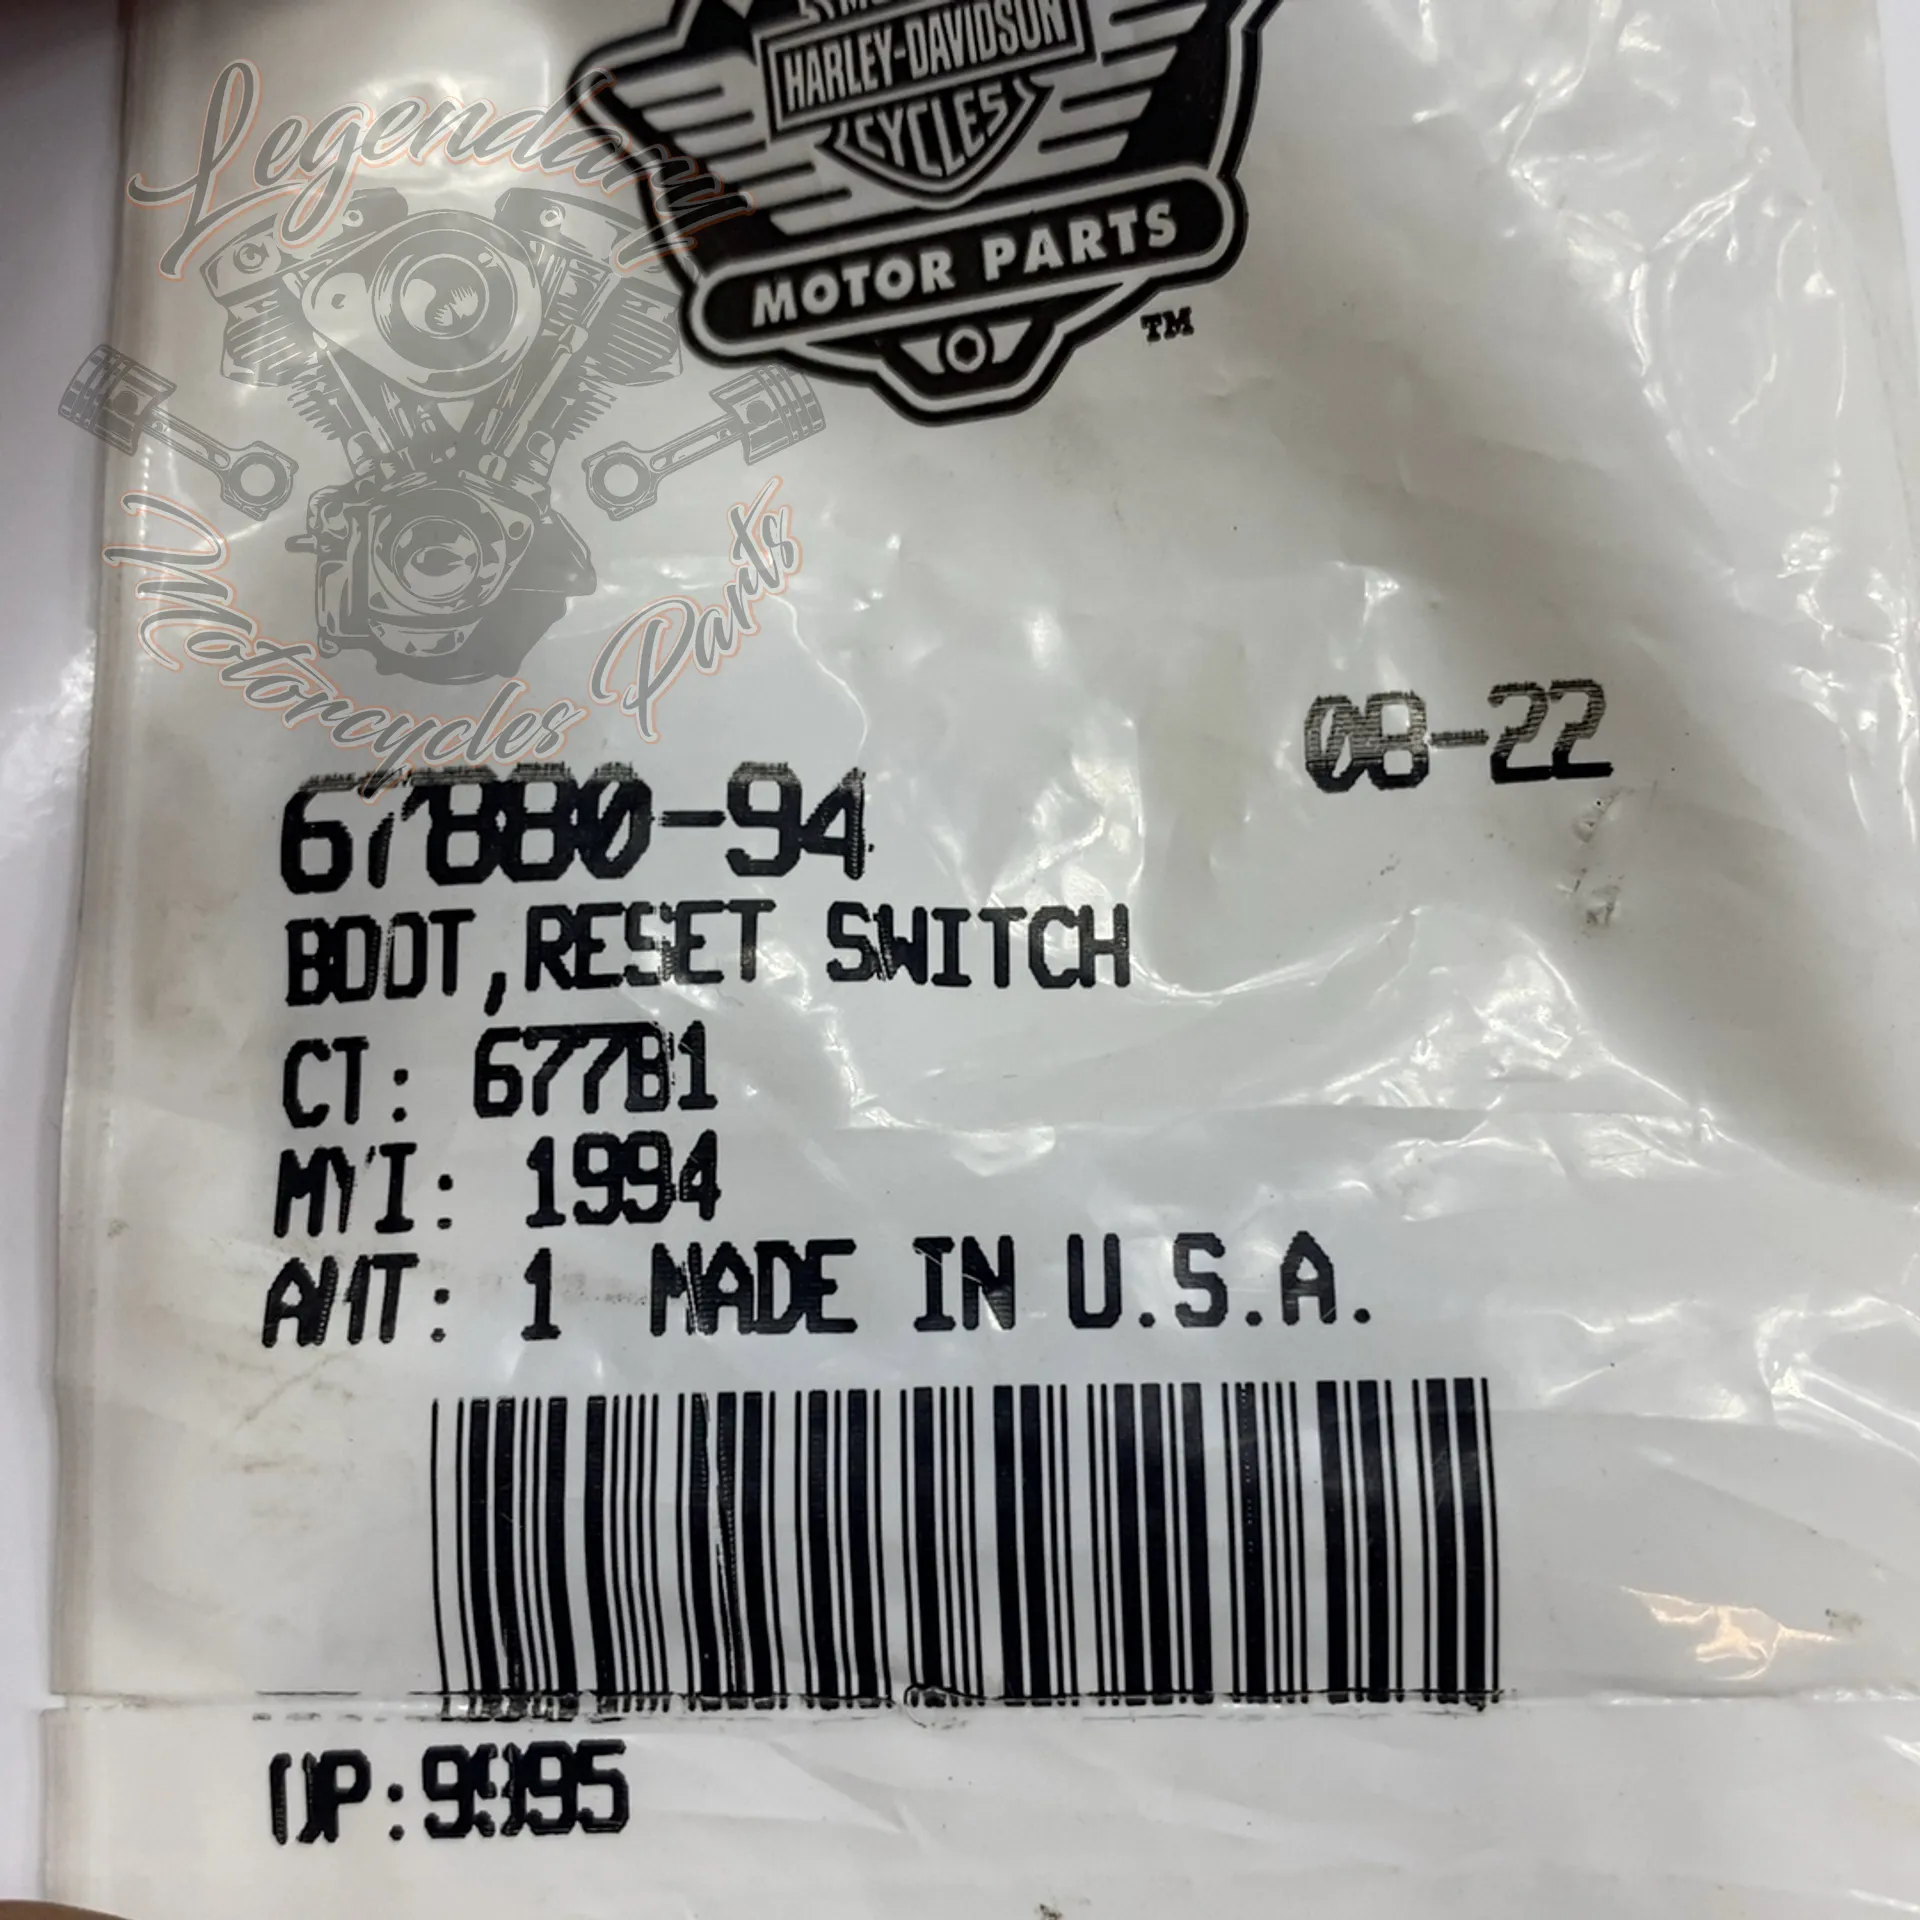 HARLEY-DAVIDSON
CYCLES
MOTOR PARTS
TM
Legendary
Motorcycles Parts
08-22
67880-94
BOOT,RESET SWITCH
CT: 67781
MYI: 1994
AMT: 1 MADE IN U.S.A.
OP:9995